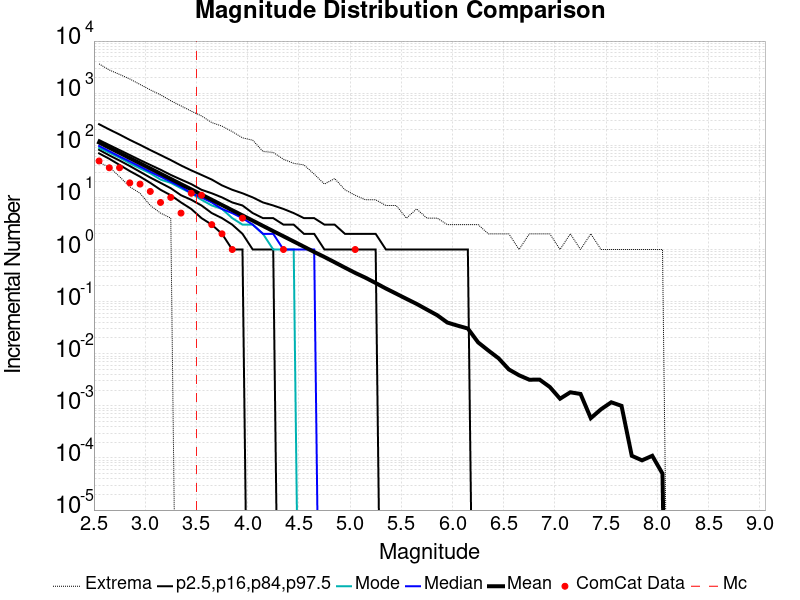 Magnitude Distribution Comparison
10^4
10^3
10^2
10^1
10^0
10^-1
10^-2
10^-3
10^-4
10^-5
Incremental Number
2.5 3.0 3.5 4.0 4.5 5.0 5.5 6.0 6.5 7.0 7.5 8.0 8.5 9.0
Magnitude
Extrema p2.5,p16,p84,p97.5 Mode Median Mean ComCat Data Mc